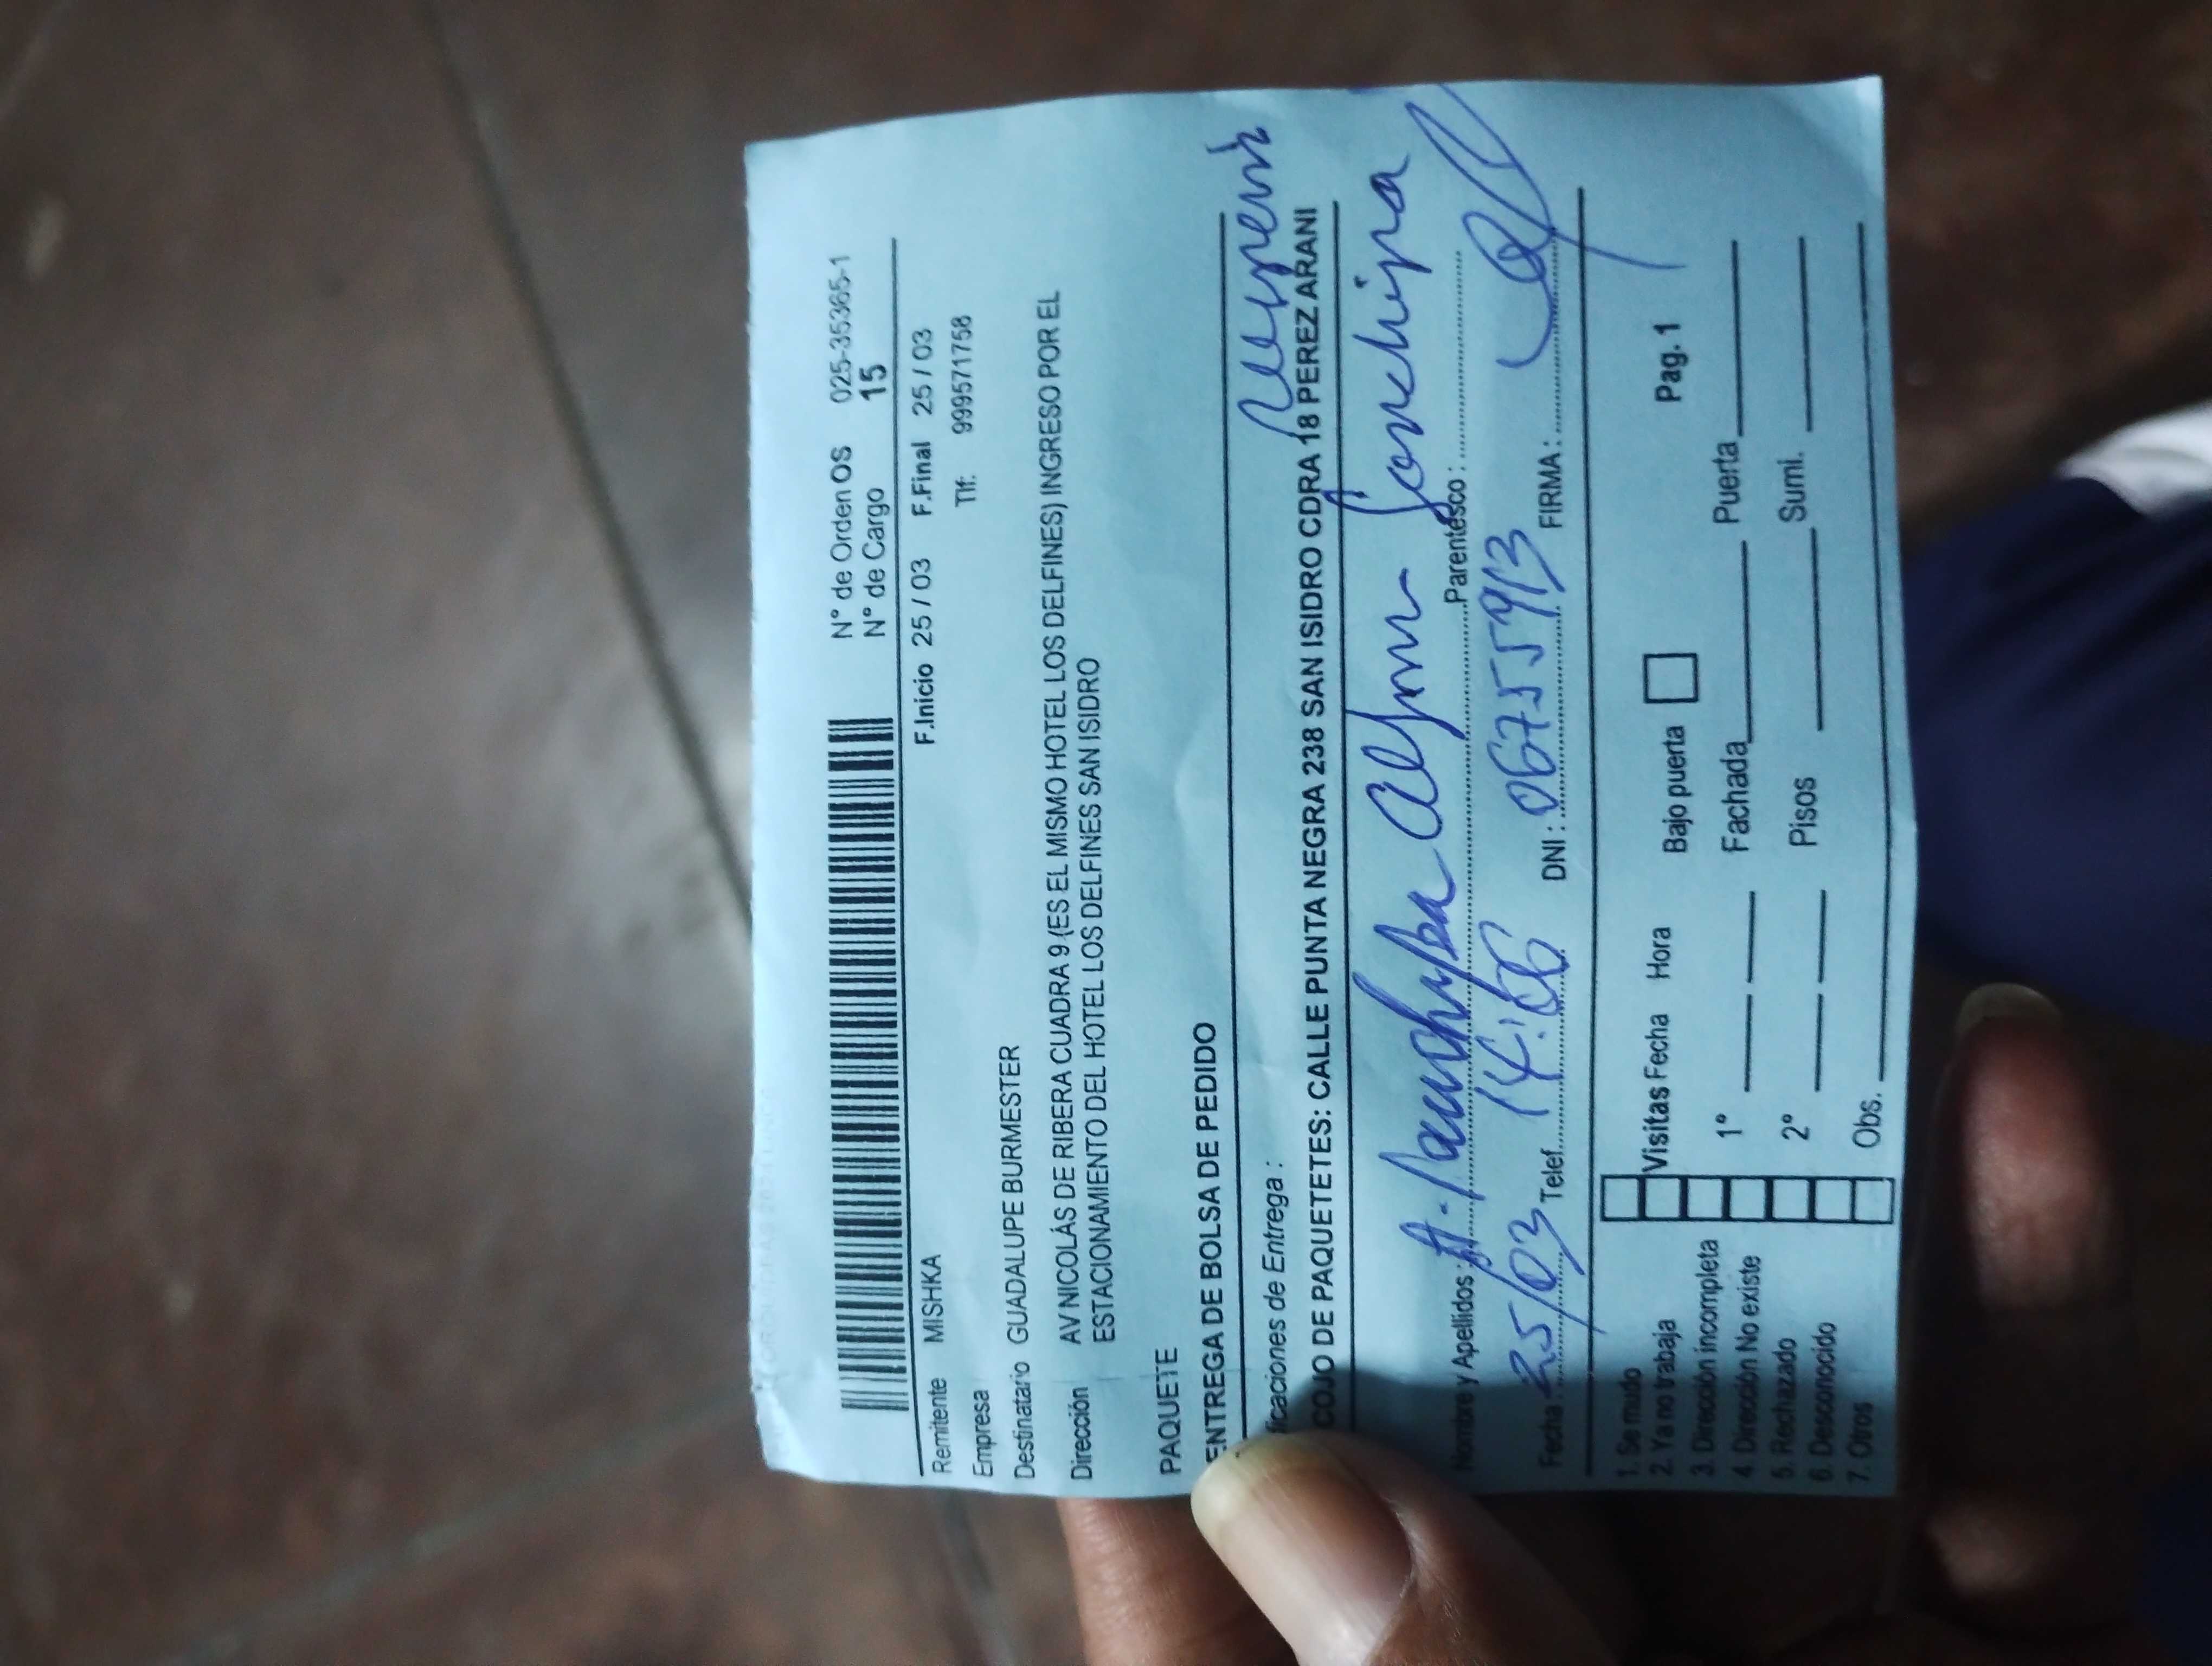 N° de Orden OS 025-35365-1
N° de Cargo 15
F.Inicio 25 / 03 F.Final 25 / 03
Remitente MISHKA
Tlf: 999571758
Empresa
Destinatario GUADALUPE BURMESTER
Dirección AV NICOLÁS DE RIBERA CUADRA 9 (ES EL MISMO HOTEL LOS DELFINES) INGRESO POR EL
ESTACIONAMIENTO DEL HOTEL LOS DELFINES SAN ISIDRO
PAQUETE
ENTREGA DE BOLSA DE PEDIDO
ficaciones de Entrega :
COJO DE PAQUETETES: CALLE PUNTA NEGRA 238 SAN ISIDRO CDRA 18 PEREZ ARANI
Nombre y Apellidos: Parentesco :
Fecha 25/03 Telef. 14:06 DNI : 06755913 FIRMA :
1. Se mudo
2. Ya no trabaja
3. Dirección incompleta
4. Dirección No existe
5. Rechazado
6. Desconocido
7. Otros
Visitas Fecha Hora Bajo puerta Pag. 1
1° Fachada Puerta
2° Pisos Sumi.
Obs.